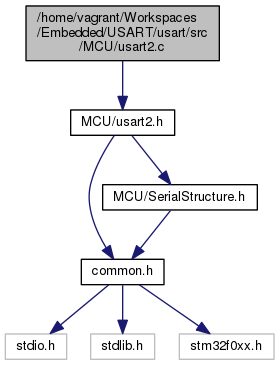 /home/vagrant/Workspaces
/Embedded/USART/usart/src
/MCU/usart2.c
MCU/usart2.h
MCU/SerialStructure.h
common.h
stdio.h
stdlib.h
stm32f0xx.h